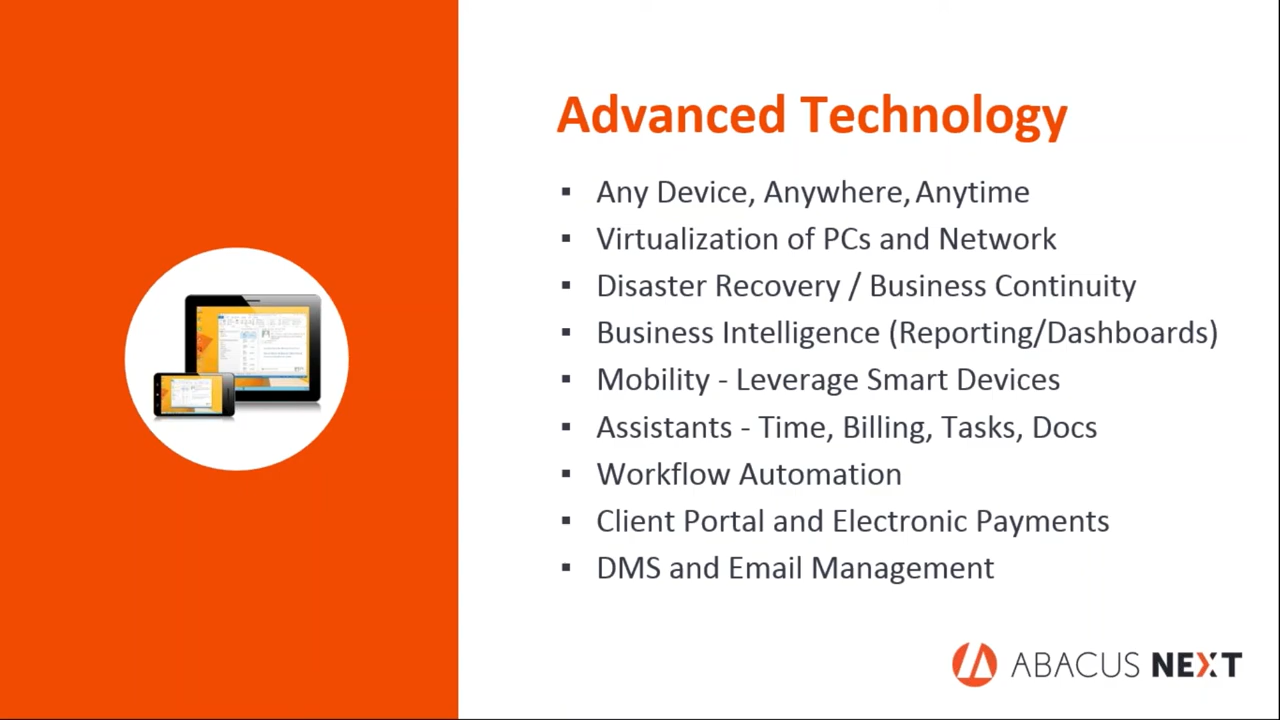 Advanced Technology
▪ Any Device, Anywhere, Anytime
▪ Virtualization of PCs and Network
▪ Disaster Recovery / Business Continuity
▪ Business Intelligence (Reporting/Dashboards)
▪ Mobility - Leverage Smart Devices
▪ Assistants - Time, Billing, Tasks, Docs
▪ Workflow Automation
▪ Client Portal and Electronic Payments
▪ DMS and Email Management
ABACUS NEXT